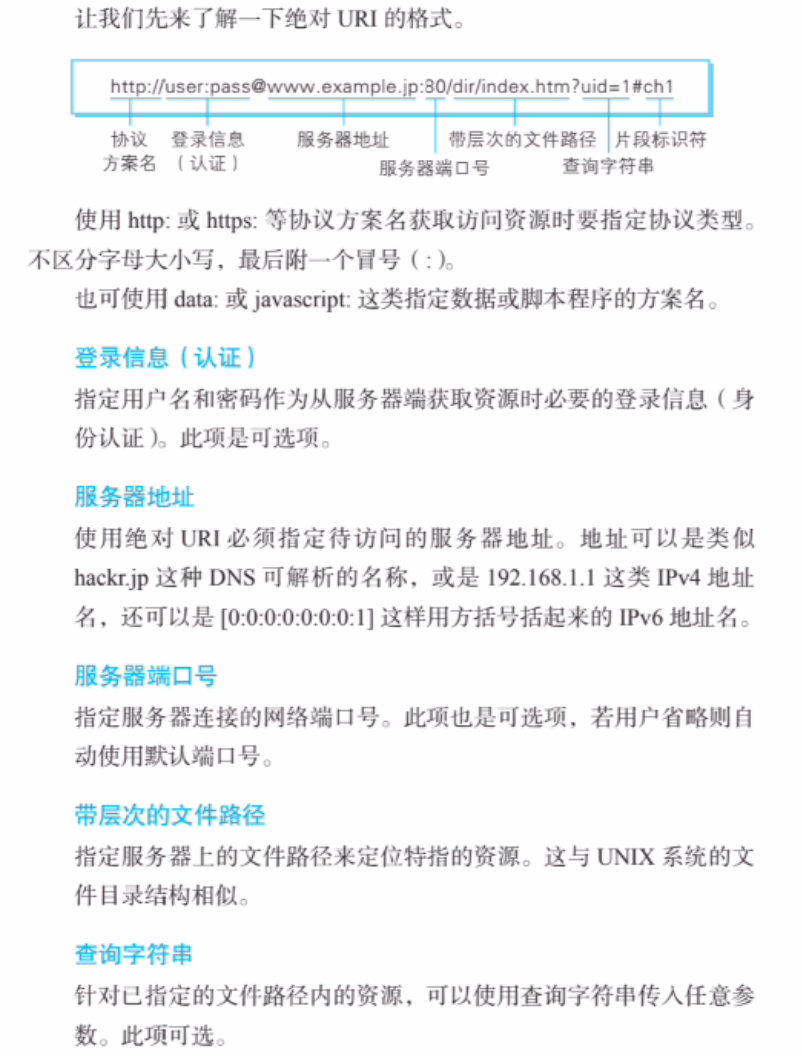 让我们先来了解一下绝对 URI 的格式。
http://user:pass@www.example.jp:80/dir/index.htm?uid=1#ch1
协议 登录信息 服务器地址 带层次的文件路径 片段标识符
方案名 （认证） 服务器端口号 查询字符串
使用 http: 或 https: 等协议方案名获取访问资源时要指定协议类型。
不区分字母大小写，最后附一个冒号（:）。
也可使用 data: 或 javascript: 这类指定数据或脚本程序的方案名。
登录信息（认证）
指定用户名和密码作为从服务器端获取资源时必要的登录信息（身
份认证）。此项是可选项。
服务器地址
使用绝对 URI 必须指定待访问的服务器地址。地址可以是类似
hackr.jp 这种 DNS 可解析的名称，或是 192.168.1.1 这类 IPv4 地址
名，还可以是 [0:0:0:0:0:0:0:1] 这样用方括号括起来的 IPv6 地址名。
服务器端口号
指定服务器连接的网络端口号。此项也是可选项，若用户省略则自
动使用默认端口号。
带层次的文件路径
指定服务器上的文件路径来定位特指的资源。这与 UNIX 系统的文
件目录结构相似。
查询字符串
针对已指定的文件路径内的资源，可以使用查询字符串传入任意参
数。此项可选。